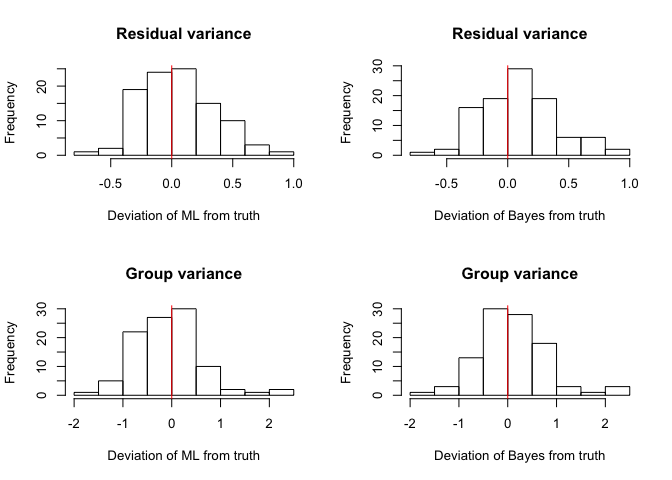 Residual variance
Frequency
0
10
20
-0.5
0.0
0.5
1.0
Deviation of ML from truth
Residual variance
Frequency
0
10
20
30
-0.5
0.0
0.5
1.0
Deviation of Bayes from truth
Group variance
Frequency
0
10
20
30
-2
-1
0
1
2
Deviation of ML from truth
Group variance
Frequency
0
10
20
30
-2
-1
0
1
2
Deviation of Bayes from truth